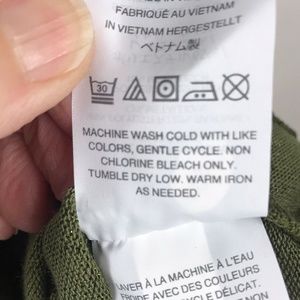 FABRIQUÉ AU VIETNAM
IN VIETNAM HERGESTELLT
ベトナム製
30
MACHINE WASH COLD WITH LIKE
COLORS, GENTLE CYCLE. NON
CHLORINE BLEACH ONLY.
TUMBLE DRY LOW. WARM IRON
AS NEEDED.
LAVER À LA MACHINE À L'EAU
FROIDE AVEC DES COULEURS
CYCLE DÉLICAT.